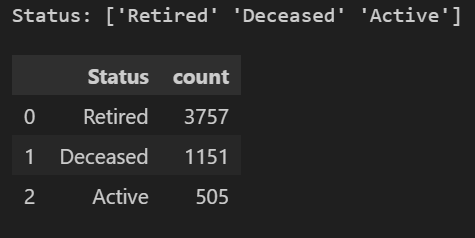 Status: ['Retired' 'Deceased' 'Active']
Status count
0 Retired 3757
1 Deceased 1151
2 Active 505